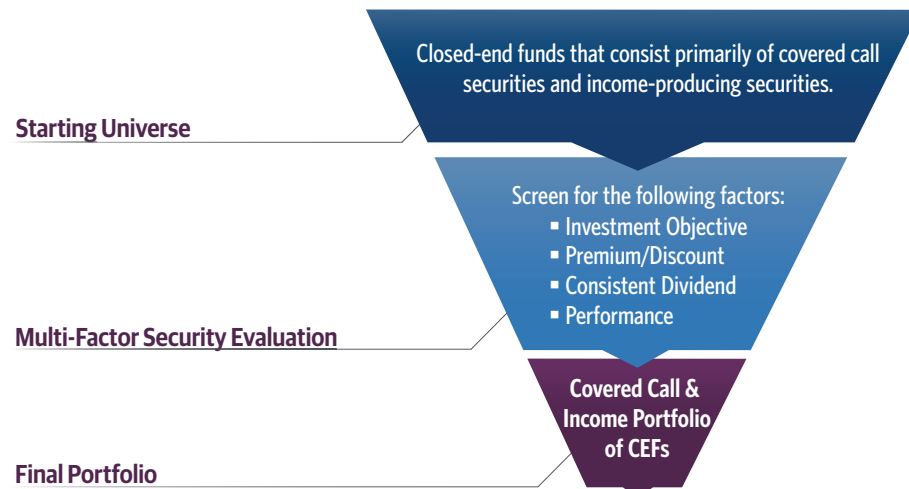 Closed-end funds that consist primarily of covered call
securities and income-producing securities.
Starting Universe
Screen for the following factors:
▪ Investment Objective
▪ Premium/Discount
▪ Consistent Dividend
▪ Performance
Multi-Factor Security Evaluation
Covered Call &
Income Portfolio
of CEFs
Final Portfolio